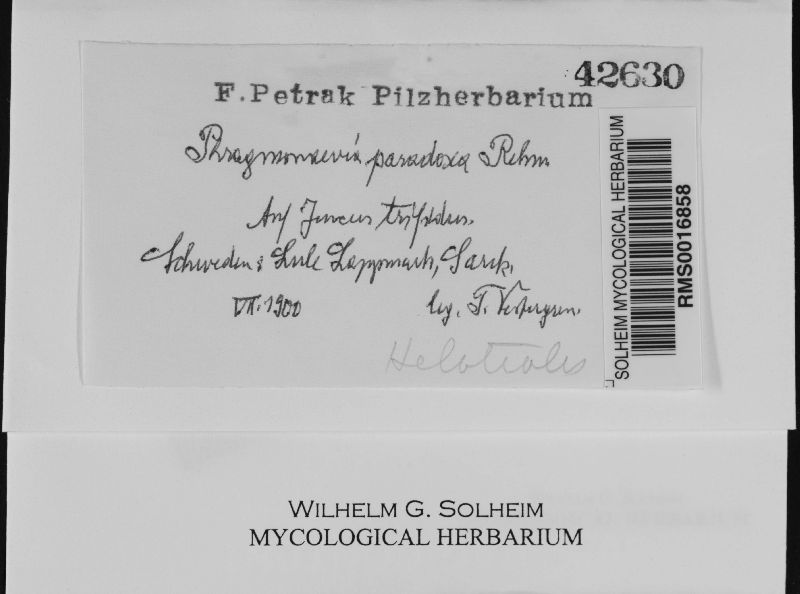 42630
F. Petrak Pilzherbarium
Phragmonaevia paradoxa Rehm
Auf Juncus trifidus.
Schweden: Lule Lappmark, Sarek.
VII. 1900 leg. T. Vestergren.
Helotiales
SOLHEIM MYCOLOGICAL HERBARIUM
RMS0016858
WILHELM G. SOLHEIM
MYCOLOGICAL HERBARIUM